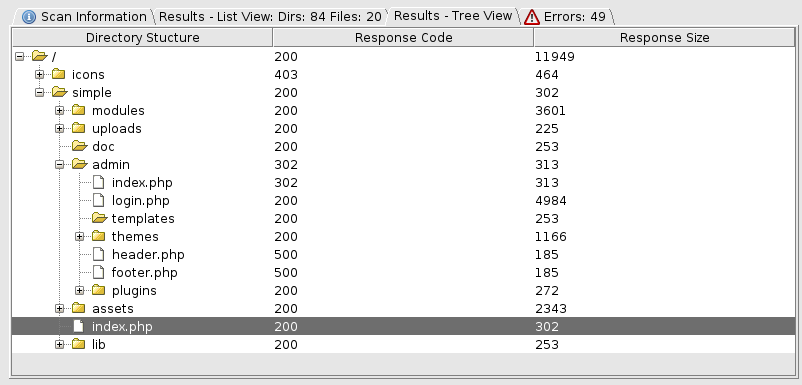 Scan Information Results - List View: Dirs: 84 Files: 20 Results - Tree View Errors: 49
Directory Stucture Response Code Response Size
/ 200 11949
icons 403 464
simple 200 302
modules 200 3601
uploads 200 225
doc 200 253
admin 302 313
index.php 302 313
login.php 200 4984
templates 200 253
themes 200 1166
header.php 500 185
footer.php 500 185
plugins 200 272
assets 200 2343
index.php 200 302
lib 200 253